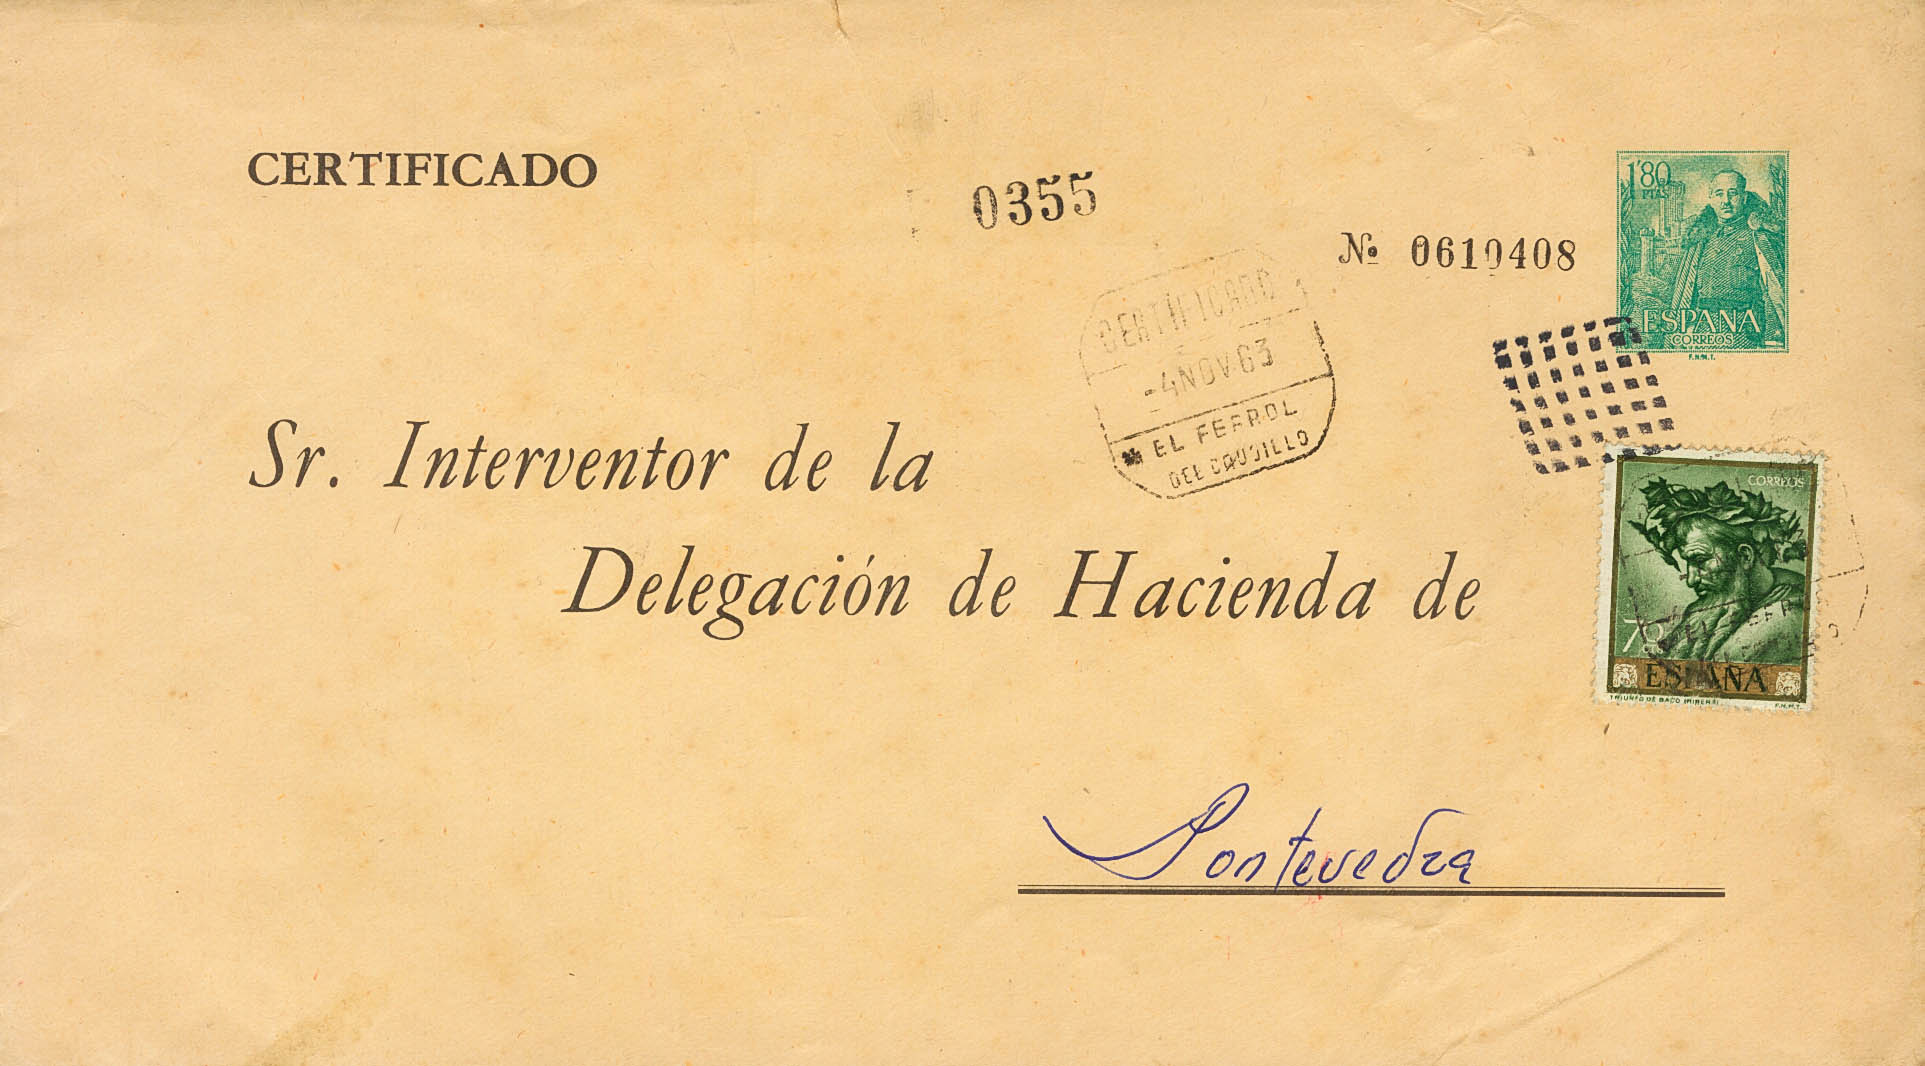 CERTIFICADO
0355
Nº 0610408
1'80
PTAS
ESPAÑA
CORREOS
F.N.M.T.
CERTIFICADO
-4 NOV. 63
EL FERROL
DEL CAUDILLO
Sr. Interventor de la
Delegación de Hacienda de
CORREOS
ESPAÑA
TRIUNFO DE BACO (RIBERA)
F.N.M.T.
Pontevedra